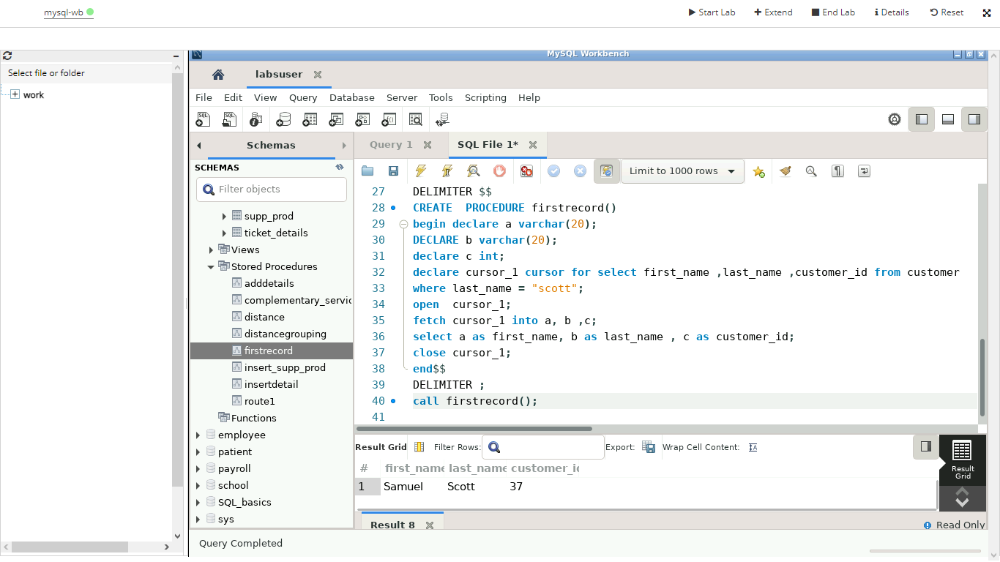 mysql-wb
Start Lab
Extend
End Lab
Details
Reset
Select file or folder
work
MySQL Workbench
labsuser
File Edit View Query Database Server Tools Scripting Help
Schemas
Query 1
SQL File 1*
SCHEMAS
Filter objects
supp_prod
ticket_details
Views
Stored Procedures
adddetails
complementary_servic
distance
distancegrouping
firstrecord
insert_supp_prod
insertdetail
route1
Functions
employee
patient
payroll
school
SQL_basics
sys
Limit to 1000 rows
27 DELIMITER $$
28 CREATE  PROCEDURE firstrecord()
29 begin declare a varchar(20);
30 DECLARE b varchar(20);
31 declare c int;
32 declare cursor_1 cursor for select first_name ,last_name ,customer_id from customer
33 where last_name = "scott";
34 open  cursor_1;
35 fetch cursor_1 into a, b ,c;
36 select a as first_name, b as last_name , c as customer_id;
37 close cursor_1;
38 end$$
39 DELIMITER ;
40 call firstrecord();
41
Result Grid
Filter Rows:
Export:
Wrap Cell Content:
# first_name last_name customer_id
1 Samuel Scott 37
Result
Grid
Result 8
Read Only
Query Completed